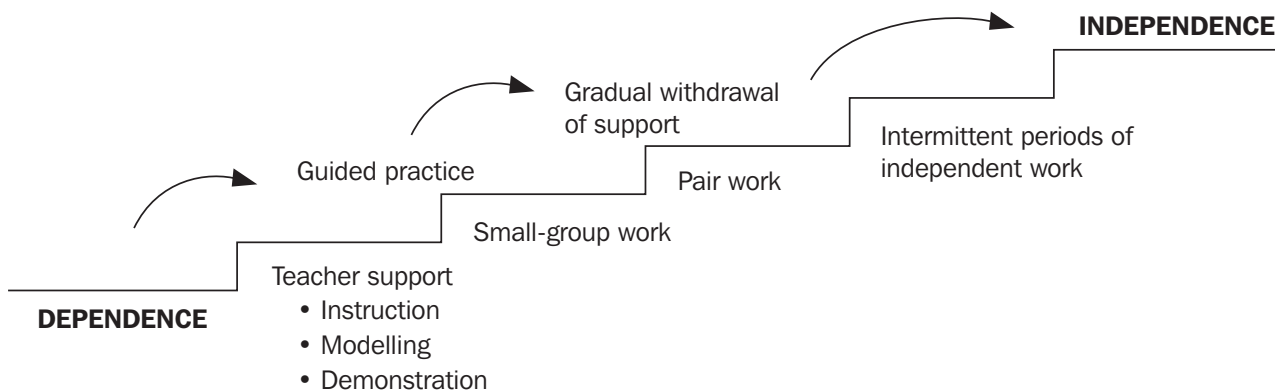 INDEPENDENCE
Gradual withdrawal
of support
Intermittent periods of
independent work
Guided practice
Pair work
Small-group work
Teacher support
• Instruction
• Modelling
• Demonstration
DEPENDENCE